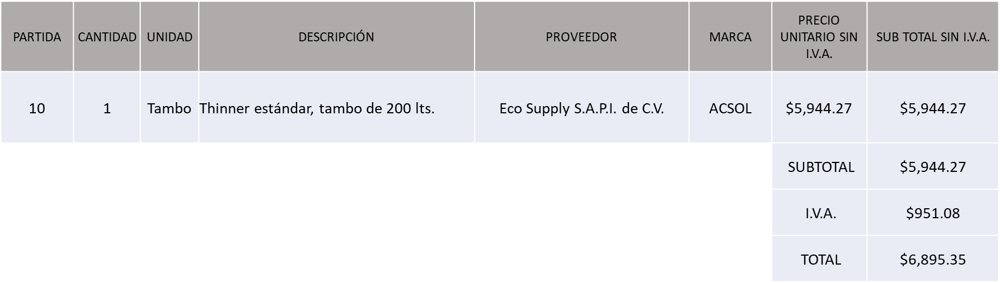 PARTIDA CANTIDAD UNIDAD DESCRIPCIÓN PROVEEDOR MARCA PRECIO UNITARIO SIN I.V.A. SUB TOTAL SIN I.V.A.
10 1 Tambo Thinner estándar, tambo de 200 lts. Eco Supply S.A.P.I. de C.V. ACSOL $5,944.27 $5,944.27
SUBTOTAL $5,944.27
I.V.A. $951.08
TOTAL $6,895.35